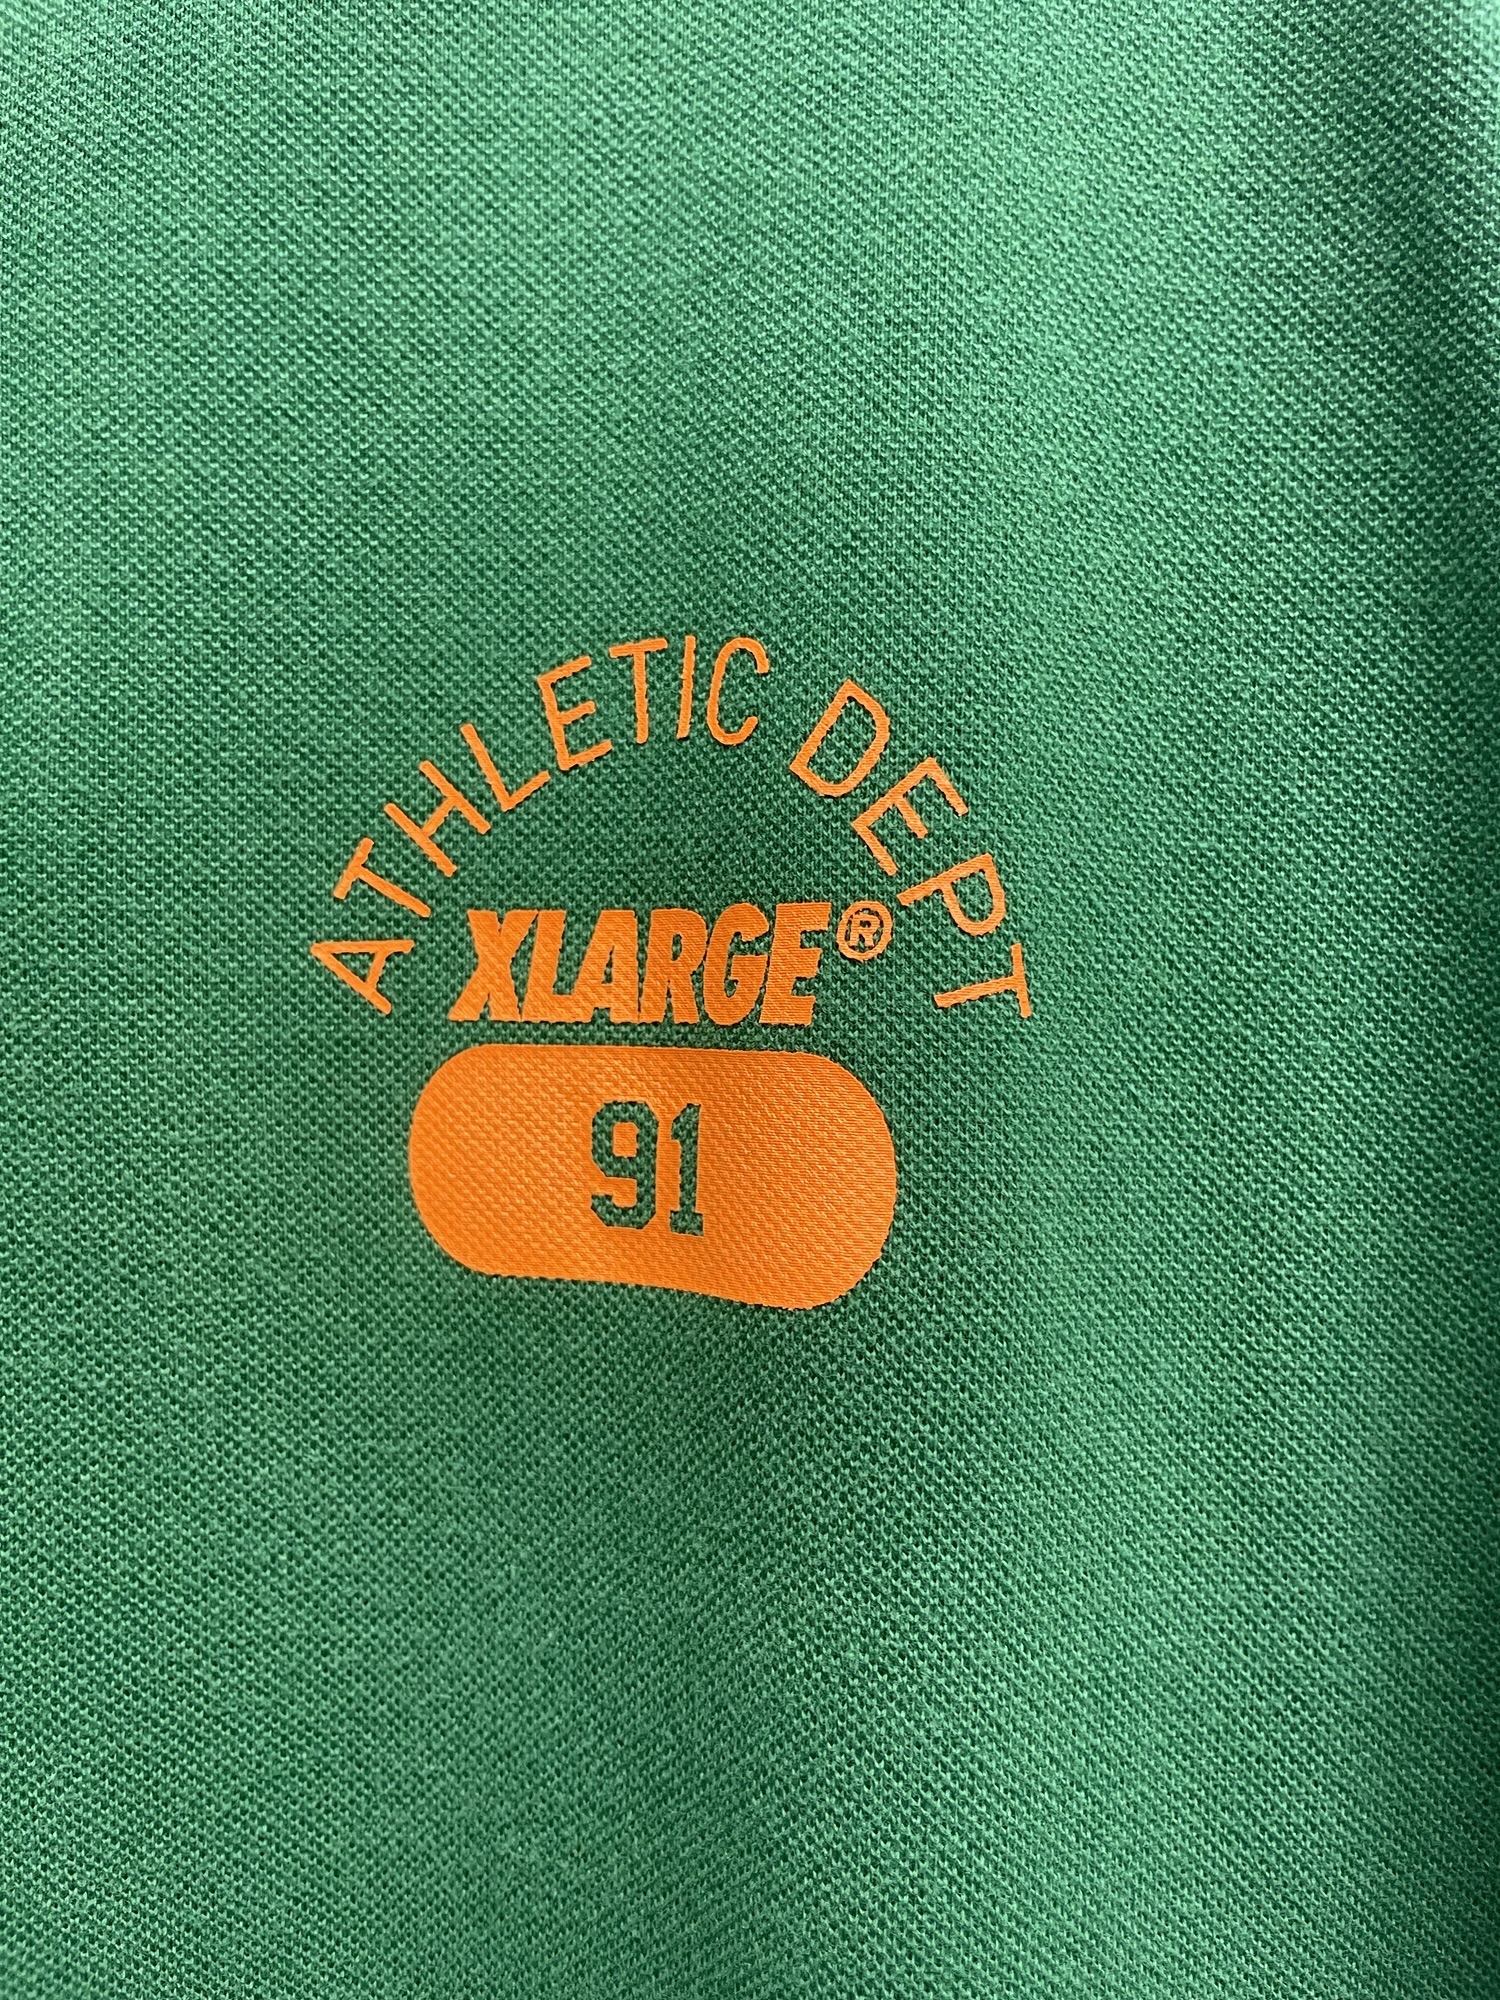 ATHLETIC DEPT
XLARGE®
91